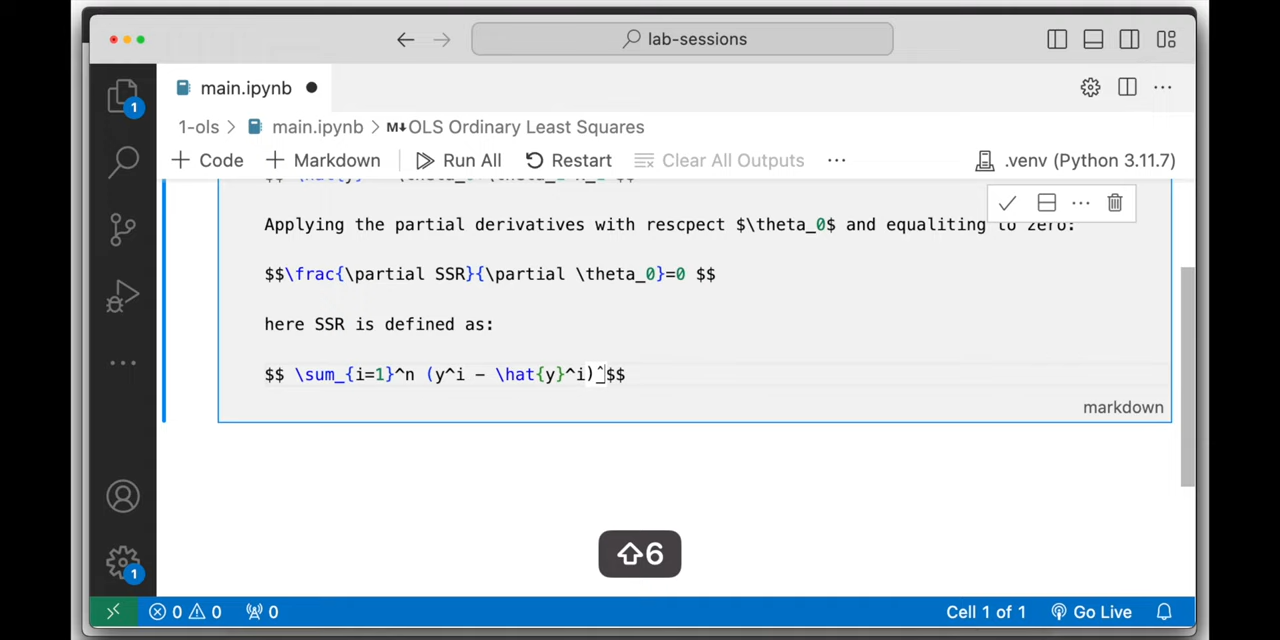 lab-sessions
1
main.ipynb
1-ols > main.ipynb > M↓OLS Ordinary Least Squares
+ Code + Markdown Run All Restart Clear All Outputs ... .venv (Python 3.11.7)
Applying the partial derivatives with rescpect $\theta_0$ and equaliting to zero:
$$\frac{\partial SSR}{\partial \theta_0}=0 $$
here SSR is defined as:
$$ \sum_{i=1}^n (y^i - \hat{y}^i)^$$
markdown
⇧6
1
0 0 0 Cell 1 of 1 Go Live